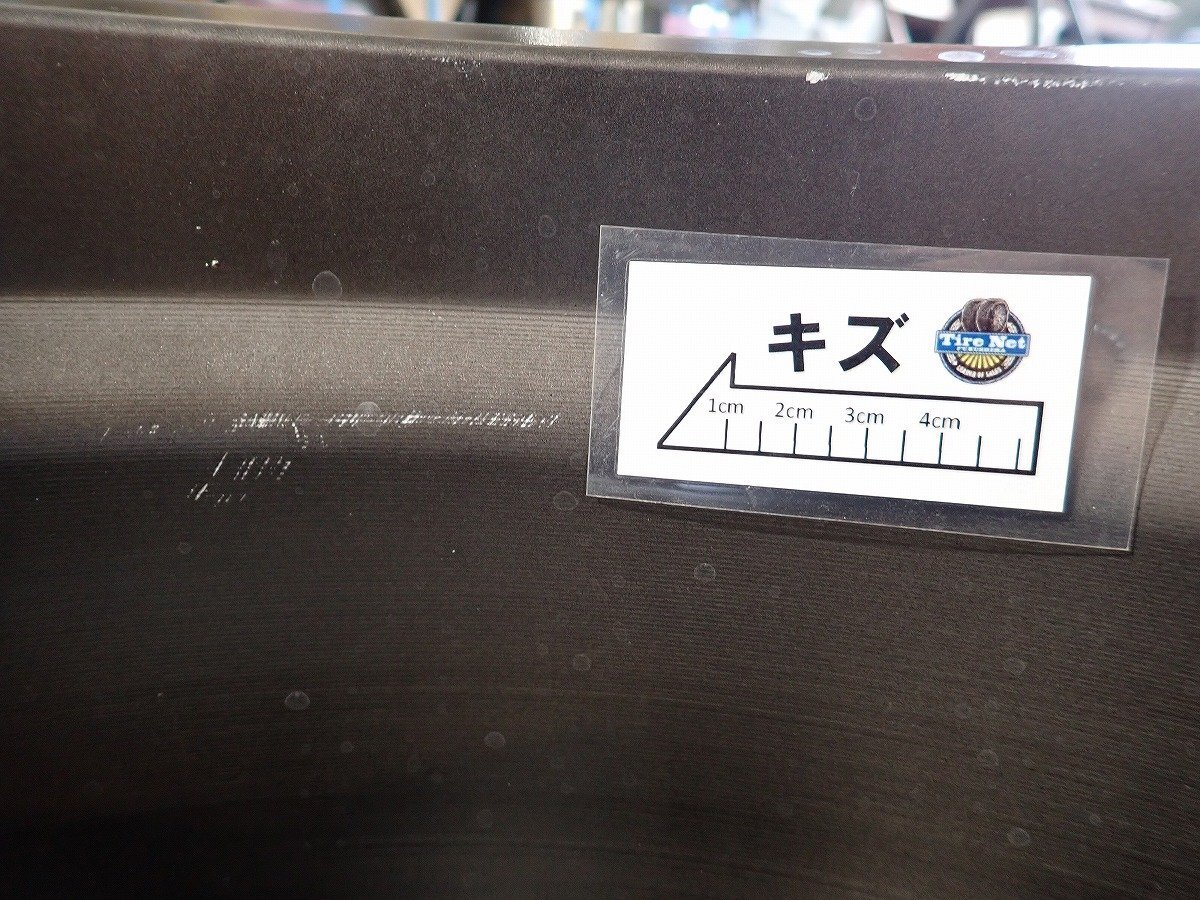 キズ
Tire Net
1cm 2cm 3cm 4cm